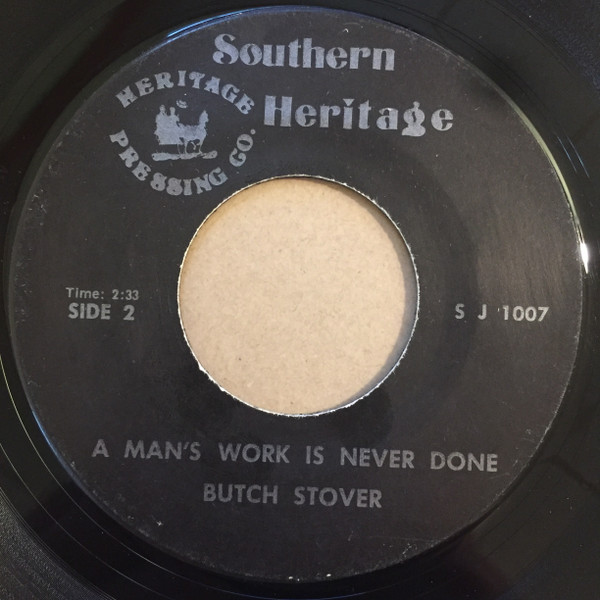 Southern
Heritage
HERITAGE
PRESSING CO.
Time: 2:33
SIDE 2
S J 1007
A MAN'S WORK IS NEVER DONE
BUTCH STOVER